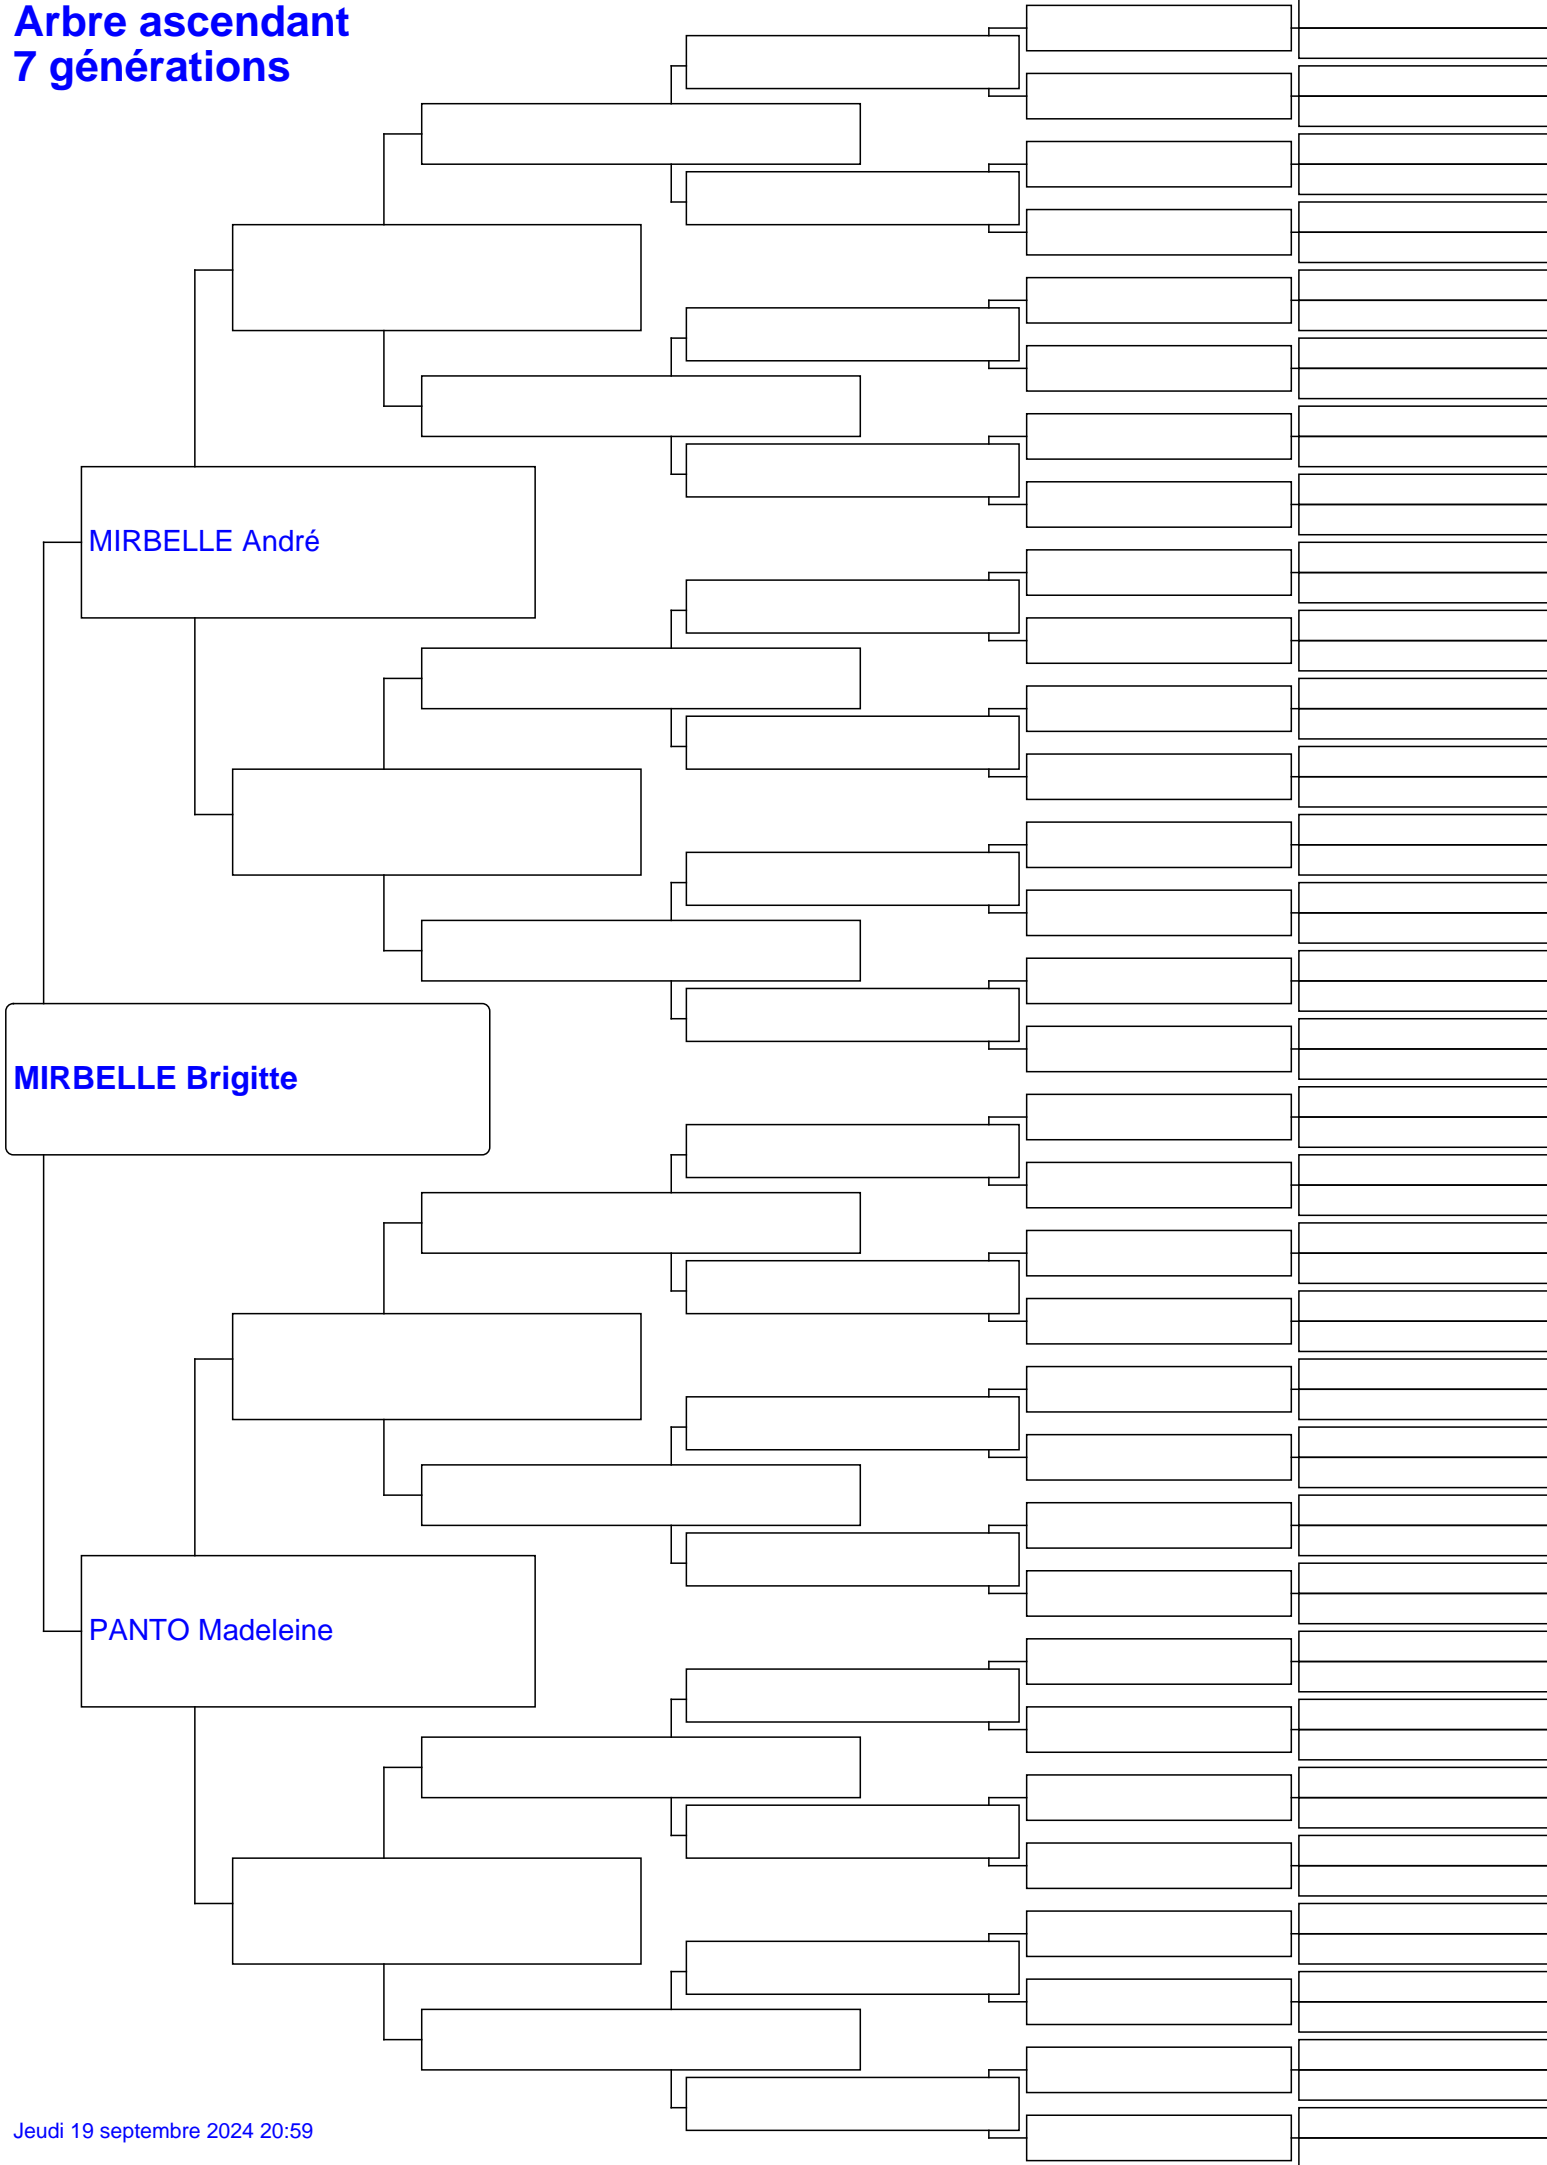 Arbre ascendant
7 générations
MIRBELLE André
MIRBELLE Brigitte
PANTO Madeleine
Jeudi 19 septembre 2024 20:59